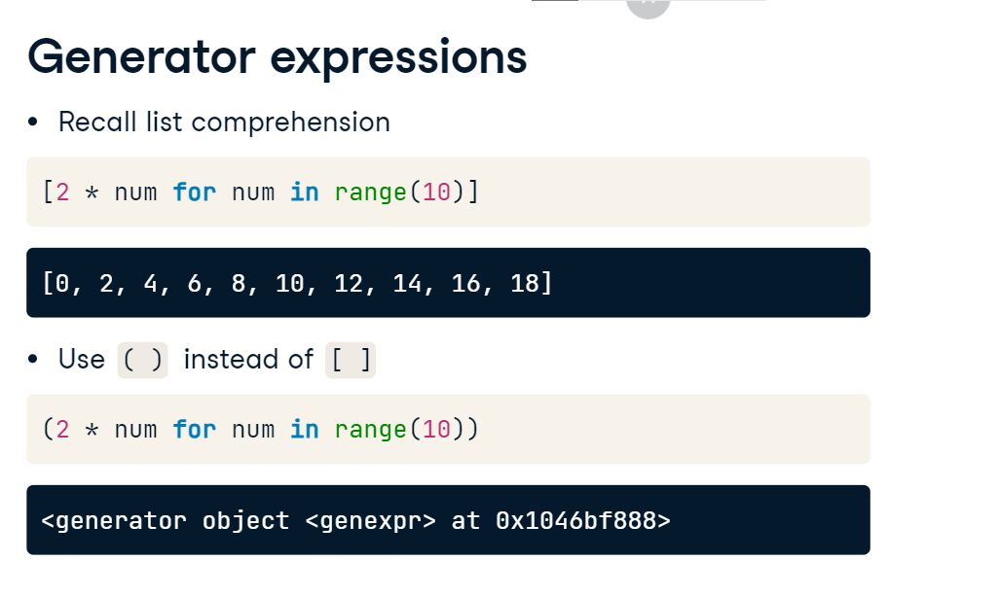 Generator expressions
• Recall list comprehension
[2 * num for num in range(10)]
[0, 2, 4, 6, 8, 10, 12, 14, 16, 18]
• Use ( ) instead of [ ]
(2 * num for num in range(10))
<generator object <genexpr> at 0x1046bf888>